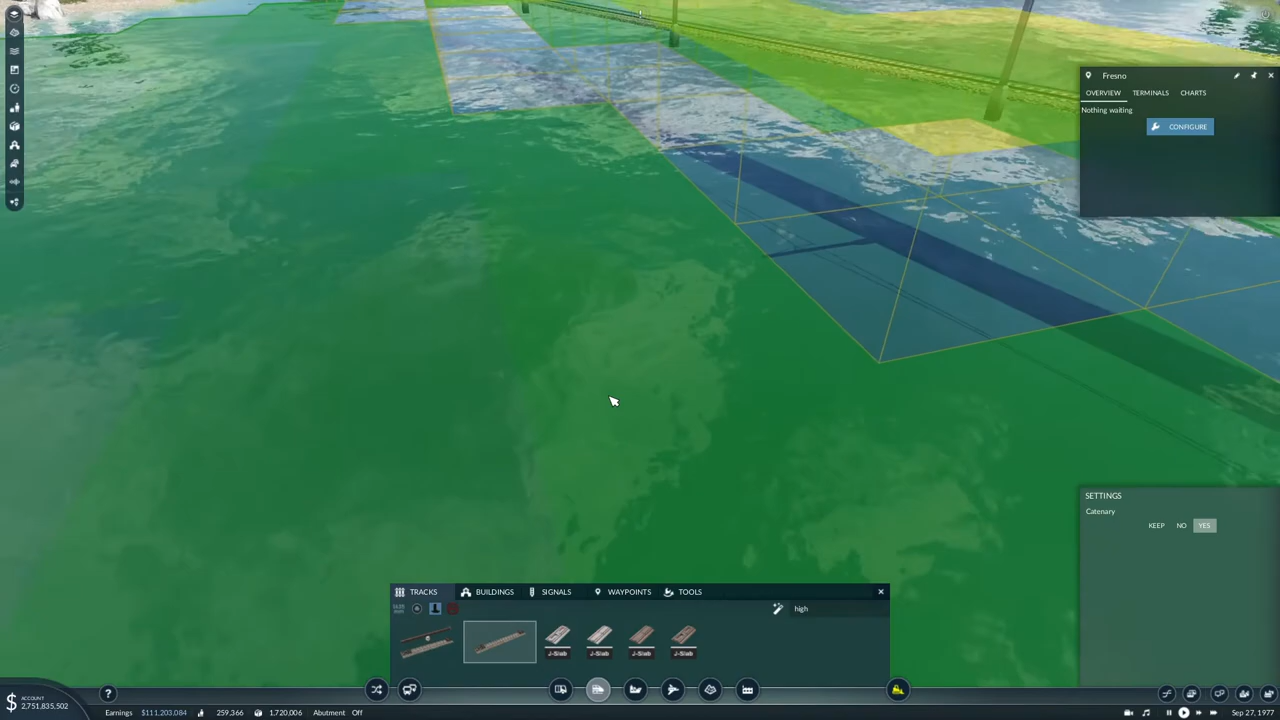 Fresno
OVERVIEW TERMINALS CHARTS
Nothing waiting
CONFIGURE
SETTINGS
Catenary
KEEP NO YES
TRACKS BUILDINGS SIGNALS WAYPOINTS TOOLS
high
J-Slab J-Slab J-Slab J-Slab
?
$ ACCOUNT
2,751,835,502
Earnings $111,203,084 259,366 1,720,006 Abutment Off
Sep 27, 1977